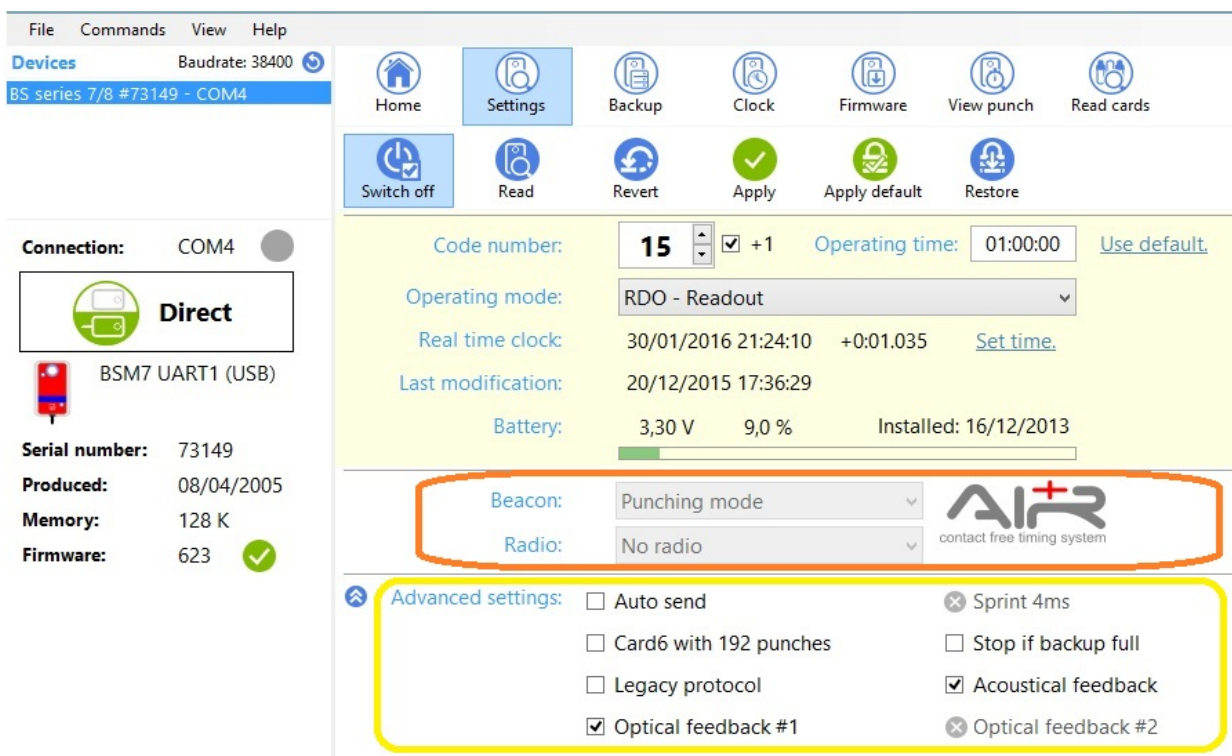 File Commands View Help
Devices Baudrate: 38400
BS series 7/8 #73149 - COM4
Home Settings Backup Clock Firmware View punch Read cards
Switch off Read Revert Apply Apply default Restore
Connection: COM4
Direct
BSM7 UART1 (USB)
Serial number: 73149
Produced: 08/04/2005
Memory: 128 K
Firmware: 623
Code number: 15 +1 Operating time: 01:00:00 Use default.
Operating mode: RDO - Readout
Real time clock: 30/01/2016 21:24:10 +0:01.035 Set time.
Last modification: 20/12/2015 17:36:29
Battery: 3,30 V 9,0 % Installed: 16/12/2013
Beacon: Punching mode
Radio: No radio
AIR+
contact free timing system
Advanced settings: Auto send Sprint 4ms
Card6 with 192 punches Stop if backup full
Legacy protocol Acoustical feedback
Optical feedback #1 Optical feedback #2